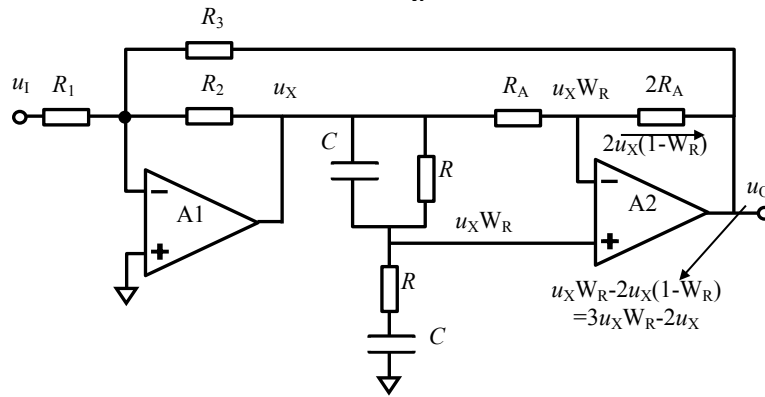 R3
uI
R1
R2
uX
RA
uXWR
2RA
2uX(1-WR)
C
R
A1
A2
uO
uXWR
R
C
uXWR-2uX(1-WR)
=3uXWR-2uX